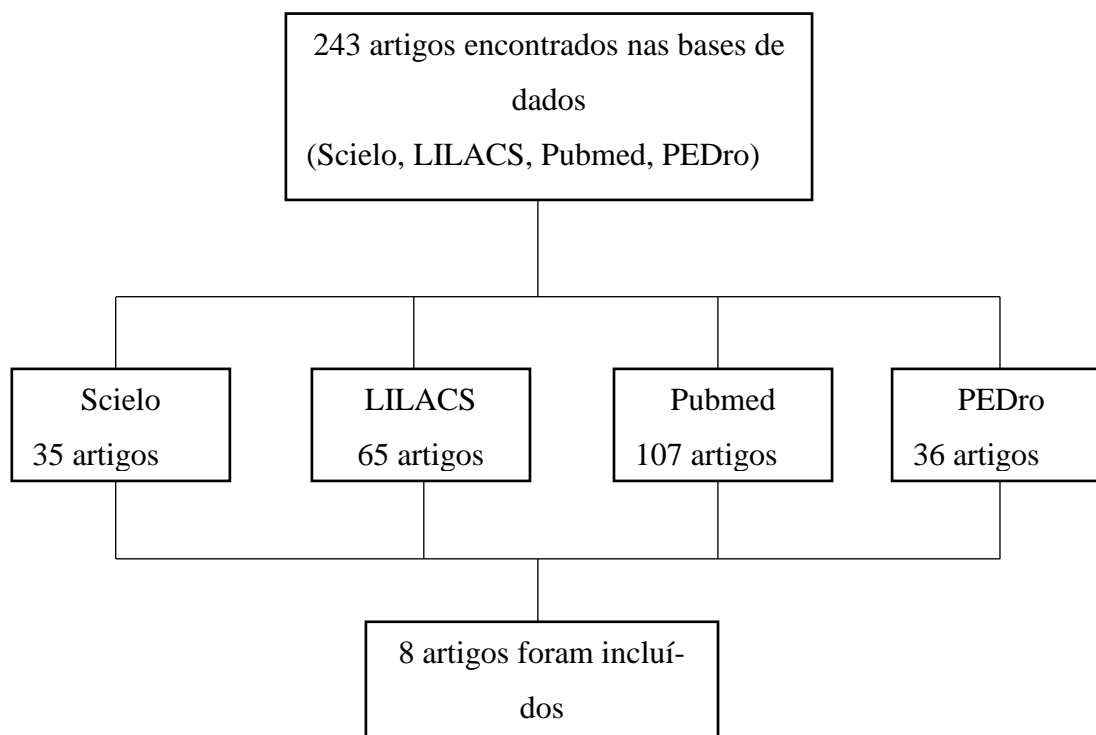 243 artigos encontrados nas bases de
dados
(Scielo, LILACS, Pubmed, PEDro)
Scielo
35 artigos
LILACS
65 artigos
Pubmed
107 artigos
PEDro
36 artigos
8 artigos foram incluí-
dos